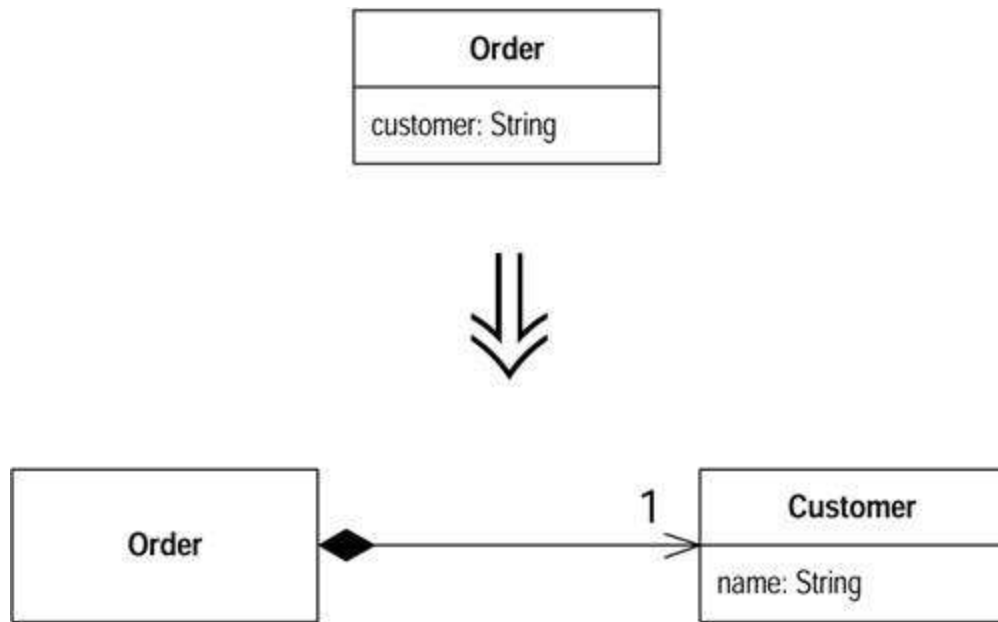 Order
customer: String
1
Customer
Order
name: String